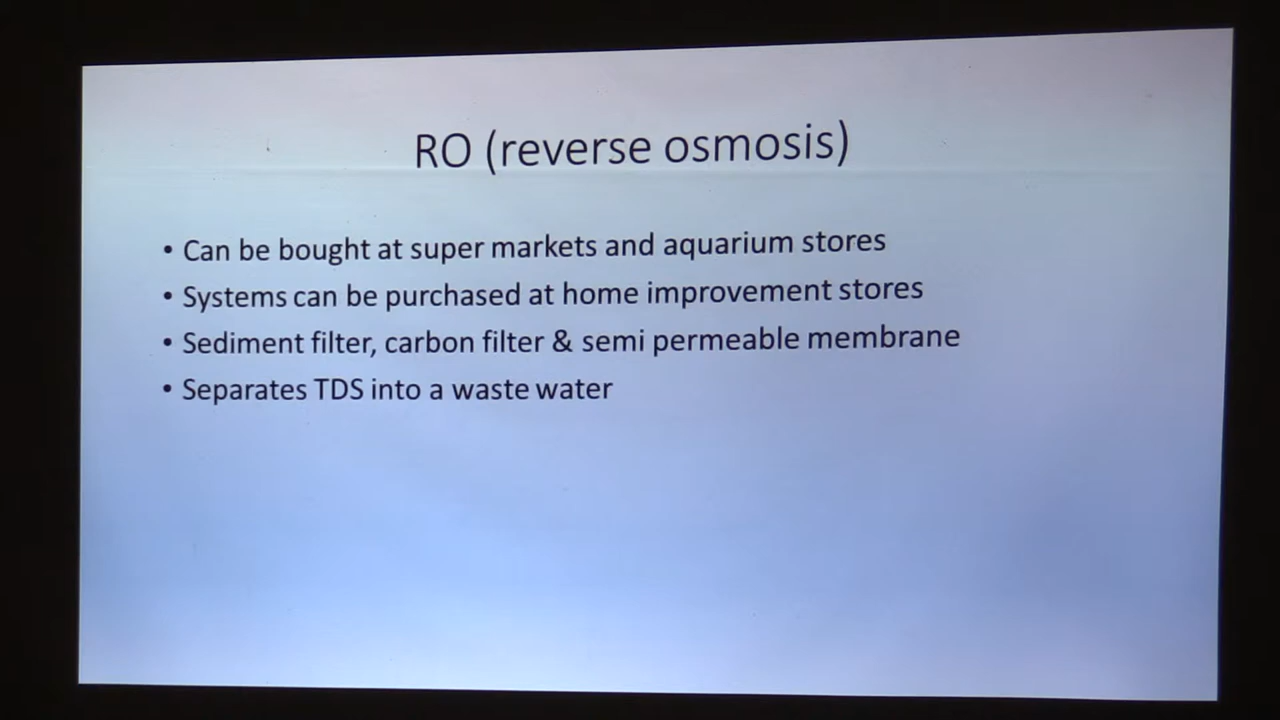 RO (reverse osmosis)
• Can be bought at super markets and aquarium stores
• Systems can be purchased at home improvement stores
• Sediment filter, carbon filter & semi permeable membrane
• Separates TDS into a waste water